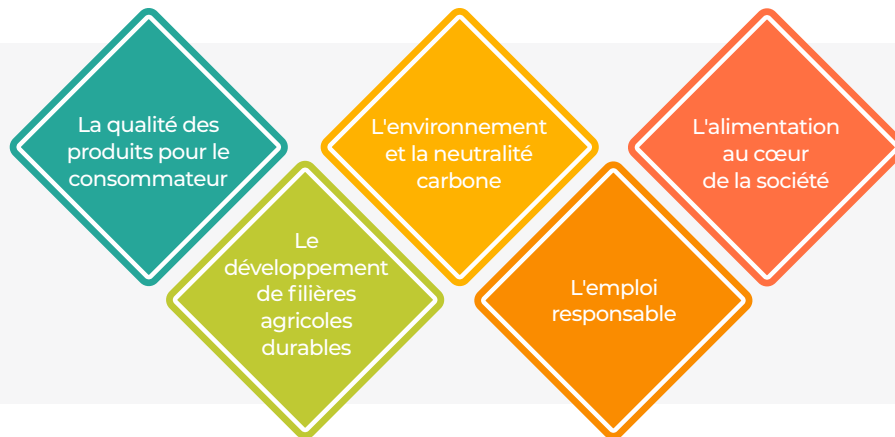 La qualité des
produits pour le
consommateur
Le
développement
de filières
agricoles
durables
L'environnement
et la neutralité
carbone
L'emploi
responsable
L'alimentation
au cœur
de la société